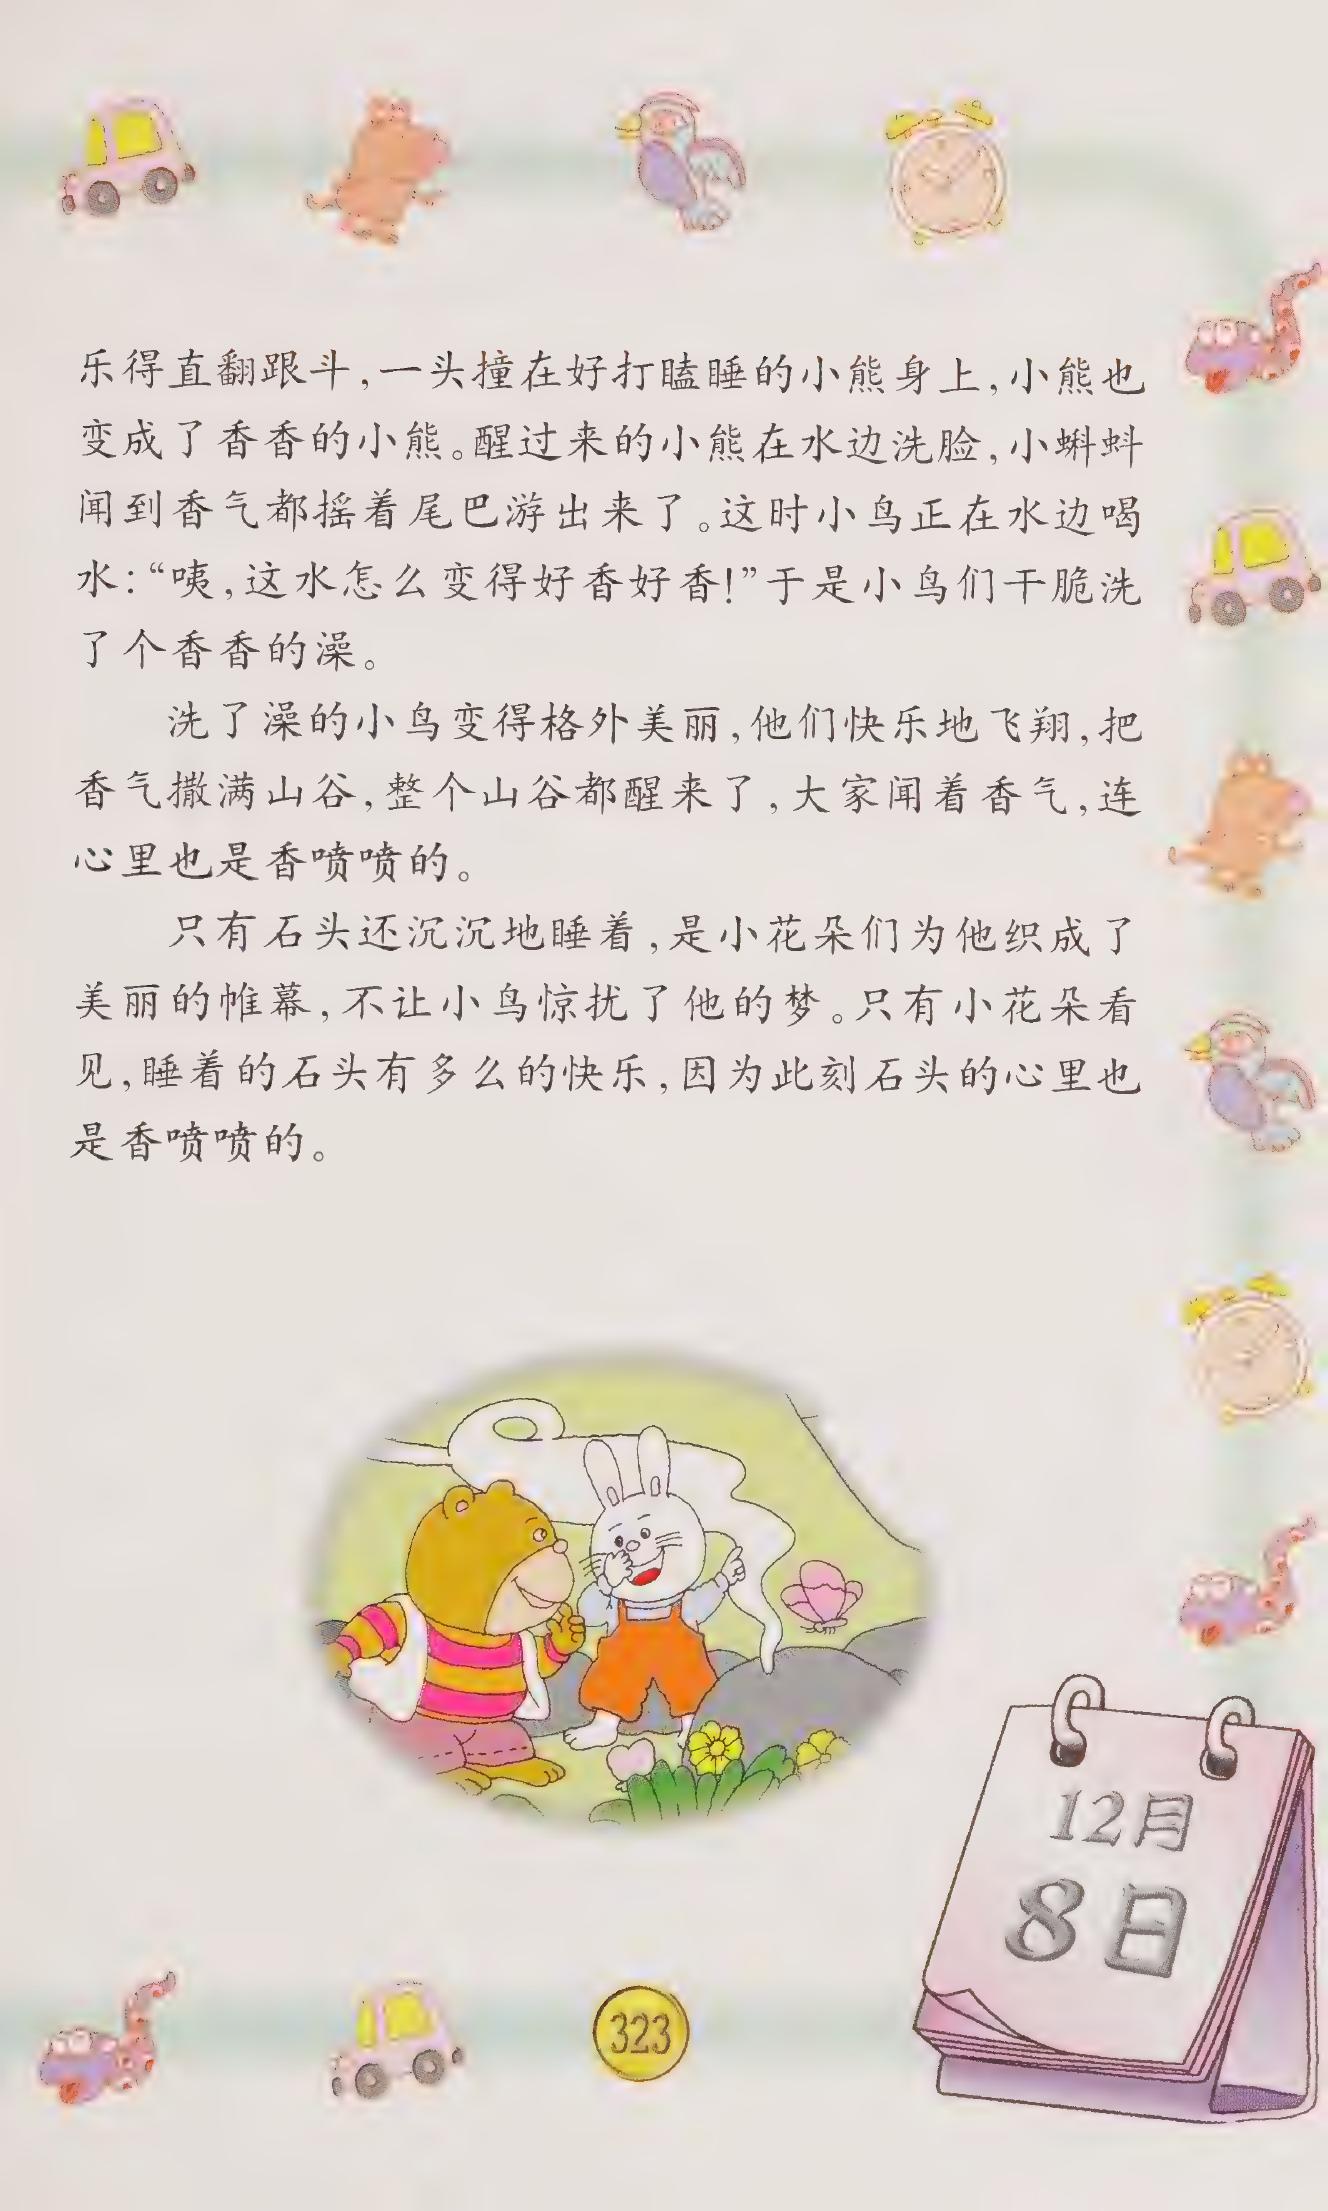 乐得直翻跟斗,一头撞在好打瞌睡的小熊身上,小熊也
变成了香香的小熊。醒过来的小熊在水边洗脸,小蝌蚪
闻到香气都摇着尾巴游出来了。这时小鸟正在水边喝
水:“咦,这水怎么变得好香好香!”于是小鸟们干脆洗
了个香香的澡。
洗了澡的小鸟变得格外美丽,他们快乐地飞翔,把
香气撒满山谷,整个山谷都醒来了,大家闻着香气,连
心里也是香喷喷的。
只有石头还沉沉地睡着,是小花朵们为他织成了
美丽的帷幕,不让小鸟惊扰了他的梦。只有小花朵看
见,睡着的石头有多么的快乐,因为此刻石头的心里也
是香喷喷的。
12月
8日
323